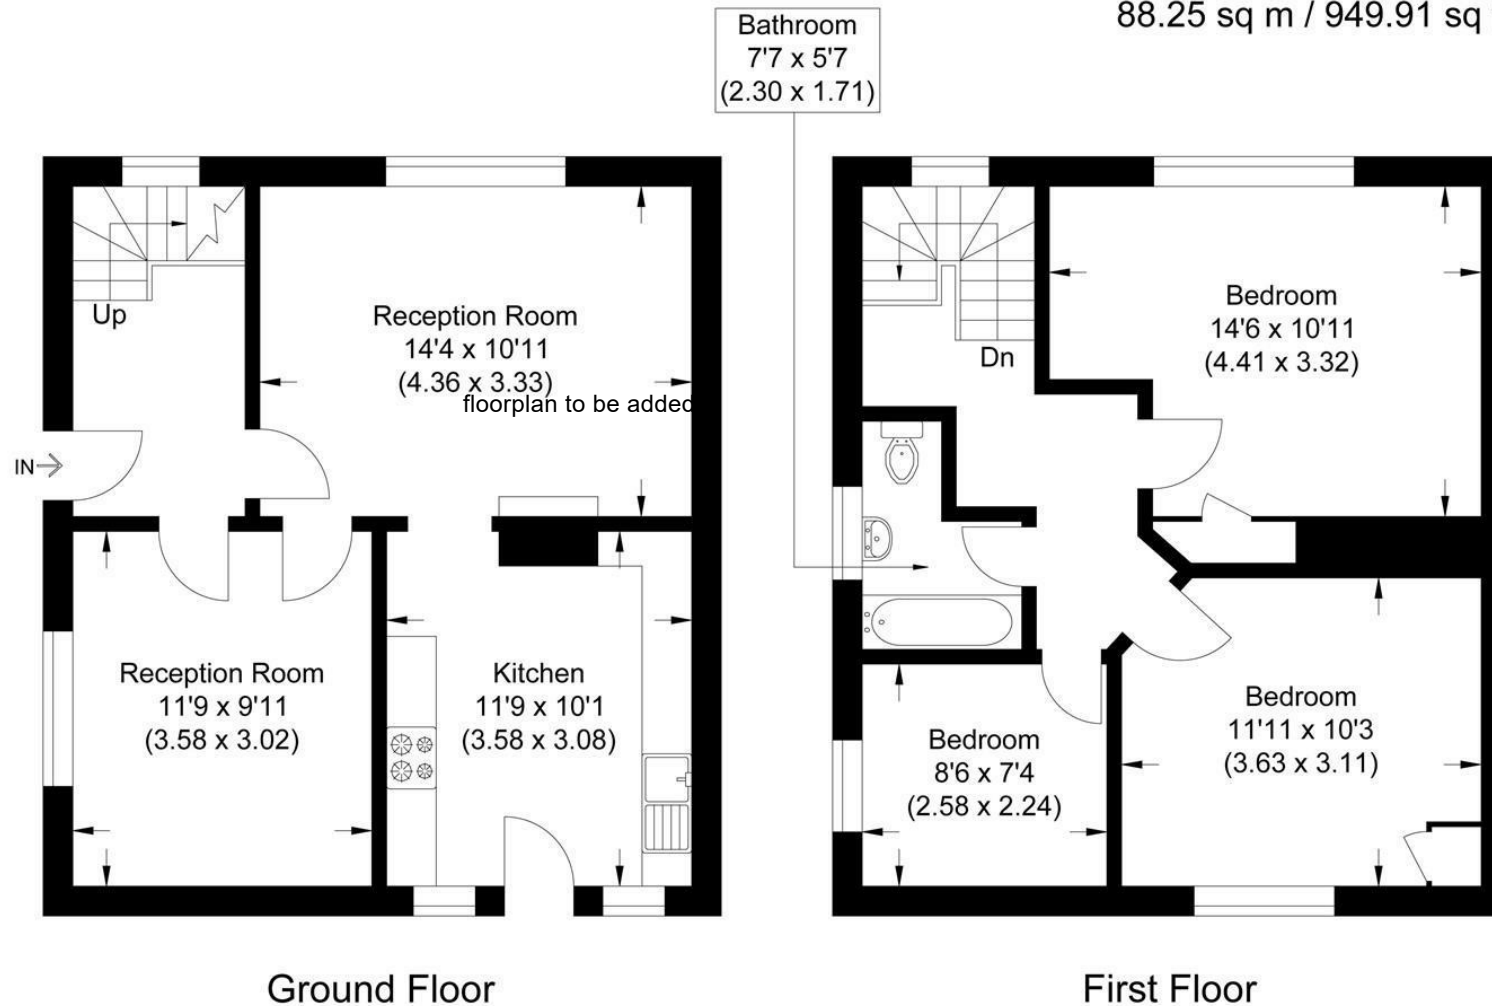 88.25 sq m / 949.91 sq
Bathroom
7'7 x 5'7
(2.30 x 1.71)
Up
Reception Room
14'4 x 10'11
(4.36 x 3.33)
floorplan to be added
IN
Reception Room
11'9 x 9'11
(3.58 x 3.02)
Kitchen
11'9 x 10'1
(3.58 x 3.08)
Ground Floor
Dn
Bedroom
14'6 x 10'11
(4.41 x 3.32)
Bedroom
8'6 x 7'4
(2.58 x 2.24)
Bedroom
11'11 x 10'3
(3.63 x 3.11)
First Floor